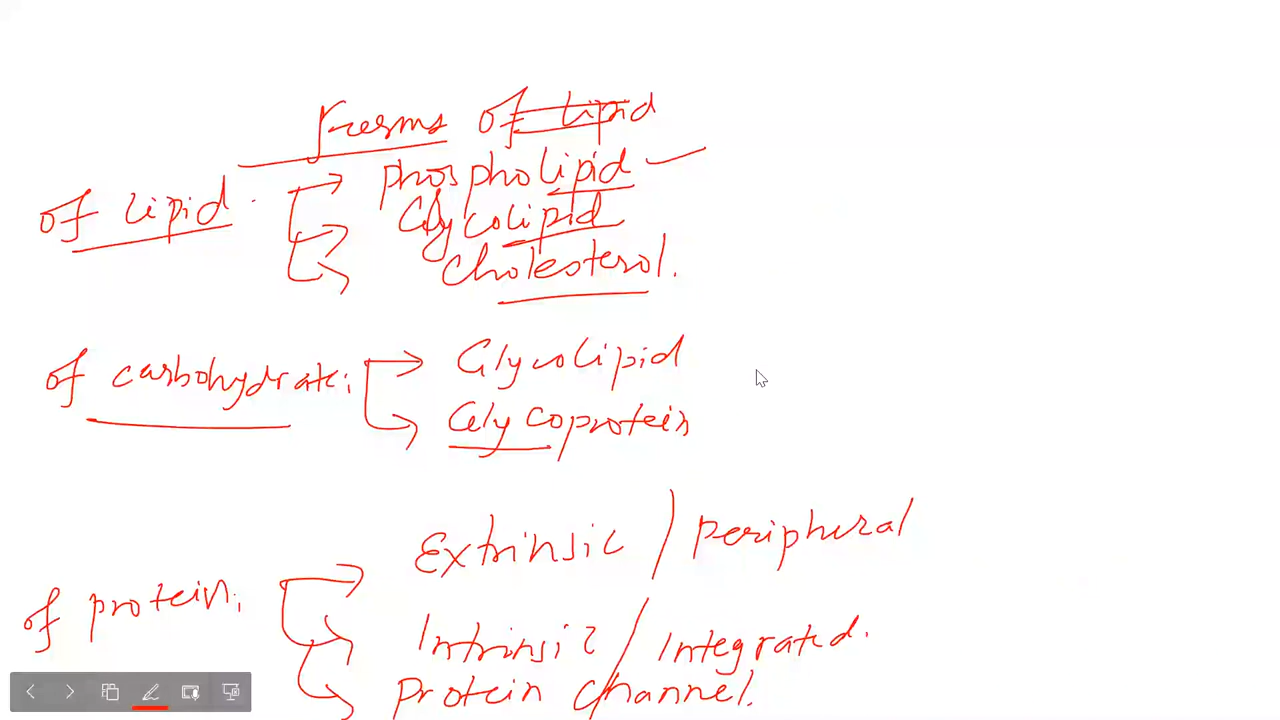 Forms of lipid
of lipid. phospholipid
Glycolipid
cholesterol.
of carbohydrate: Glycolipid
Glycoprotein
Extrinsic / peripheral
of protein: Intrinsic / Integrated.
protein channel.